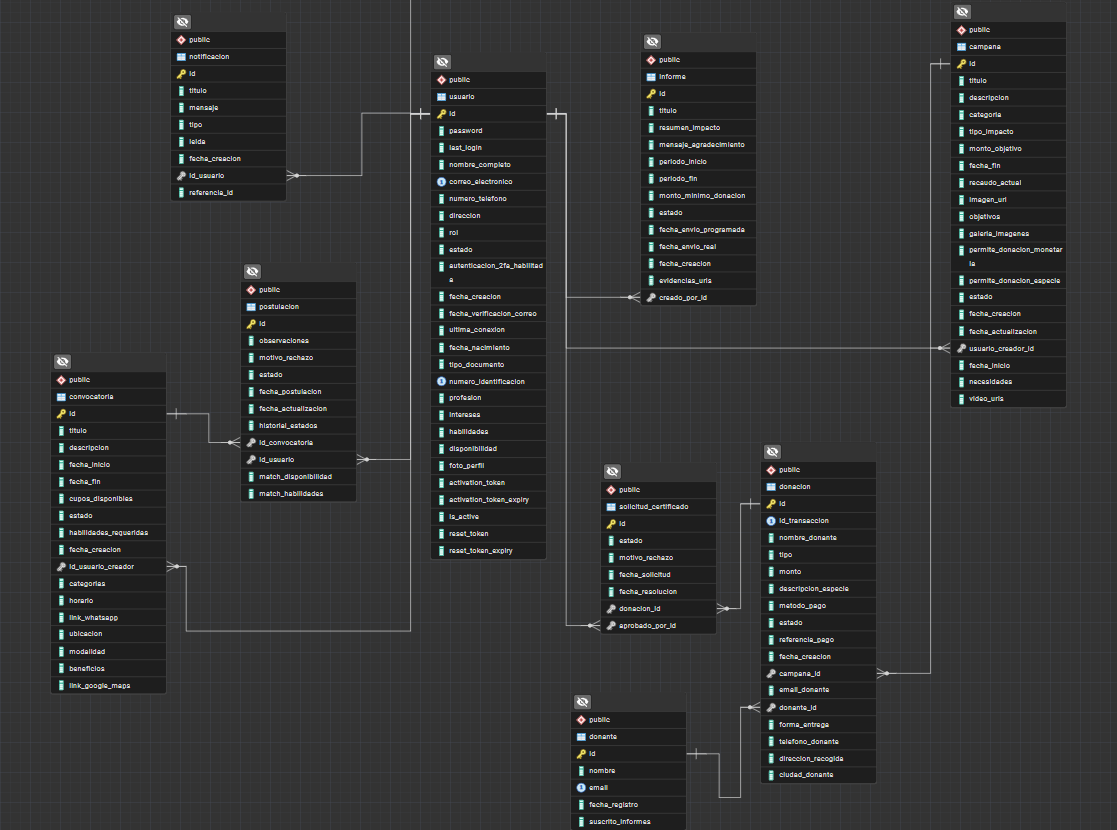 public
notificacion
id
titulo
mensaje
tipo
leida
fecha_creacion
id_usuario
referencia_id
public
usuario
id
password
last_login
nombre_completo
correo_electronico
numero_telefono
direccion
rol
estado
autenticacion_2fa_habilitad
a
fecha_creacion
fecha_verificacion_correo
ultima_conexion
fecha_nacimiento
tipo_documento
numero_identificacion
profesion
intereses
habilidades
disponibilidad
foto_perfil
activation_token
activation_token_expiry
is_active
reset_token
reset_token_expiry
public
informe
id
titulo
resumen_impacto
mensaje_agradecimiento
periodo_inicio
periodo_fin
monto_minimo_donacion
estado
fecha_envio_programada
fecha_envio_real
fecha_creacion
evidencias_urls
creado_por_id
public
campana
id
titulo
descripcion
categoria
tipo_impacto
monto_objetivo
fecha_fin
recaudo_actual
imagen_url
objetivos
galeria_imagenes
permite_donacion_monetar
ia
permite_donacion_especie
estado
fecha_creacion
fecha_actualizacion
usuario_creador_id
fecha_inicio
necesidades
video_urls
public
postulacion
id
observaciones
motivo_rechazo
estado
fecha_postulacion
fecha_actualizacion
historial_estados
id_convocatoria
id_usuario
match_disponibilidad
match_habilidades
public
convocatoria
id
titulo
descripcion
fecha_inicio
fecha_fin
cupos_disponibles
estado
habilidades_requeridas
fecha_creacion
id_usuario_creador
categorias
horario
link_whatsapp
ubicacion
modalidad
beneficios
link_google_maps
public
solicitud_certificado
id
estado
motivo_rechazo
fecha_solicitud
fecha_resolucion
donacion_id
aprobado_por_id
public
donacion
id
id_transaccion
nombre_donante
tipo
monto
descripcion_especie
metodo_pago
estado
referencia_pago
fecha_creacion
campana_id
email_donante
donante_id
forma_entrega
telefono_donante
direccion_recogida
ciudad_donante
public
donante
id
nombre
email
fecha_registro
suscrito_informes